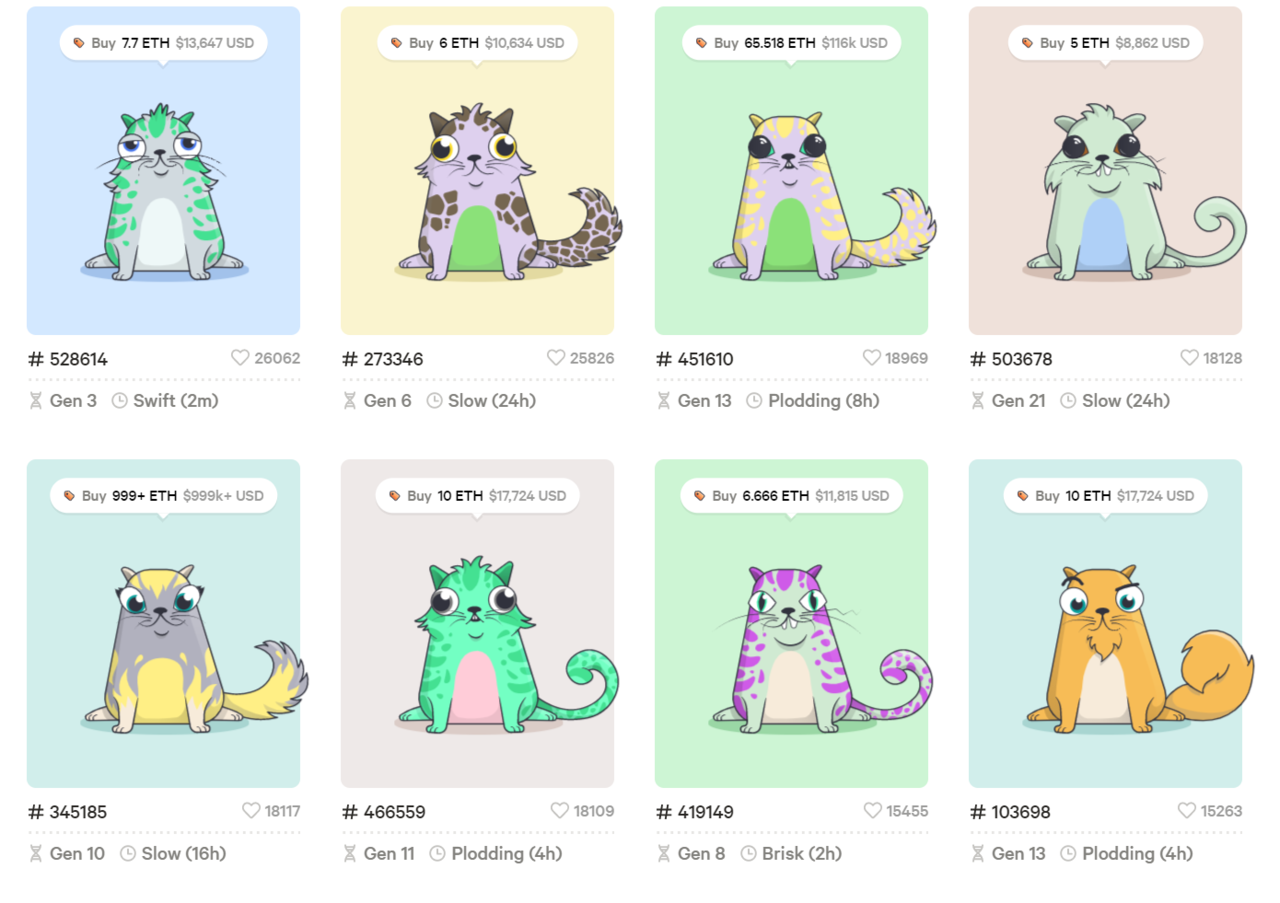 Buy 7.7 ETH $13,647 USD
Buy 6 ETH $10,634 USD
Buy 65.518 ETH $116k USD
Buy 5 ETH $8,862 USD
# 528614 26062
# 273346 25826
# 451610 18969
# 503678 18128
Gen 3 Swift (2m)
Gen 6 Slow (24h)
Gen 13 Plodding (8h)
Gen 21 Slow (24h)
Buy 999+ ETH $999k+ USD
Buy 10 ETH $17,724 USD
Buy 6.666 ETH $11,815 USD
Buy 10 ETH $17,724 USD
# 345185 18117
# 466559 18109
# 419149 15455
# 103698 15263
Gen 10 Slow (16h)
Gen 11 Plodding (4h)
Gen 8 Brisk (2h)
Gen 13 Plodding (4h)